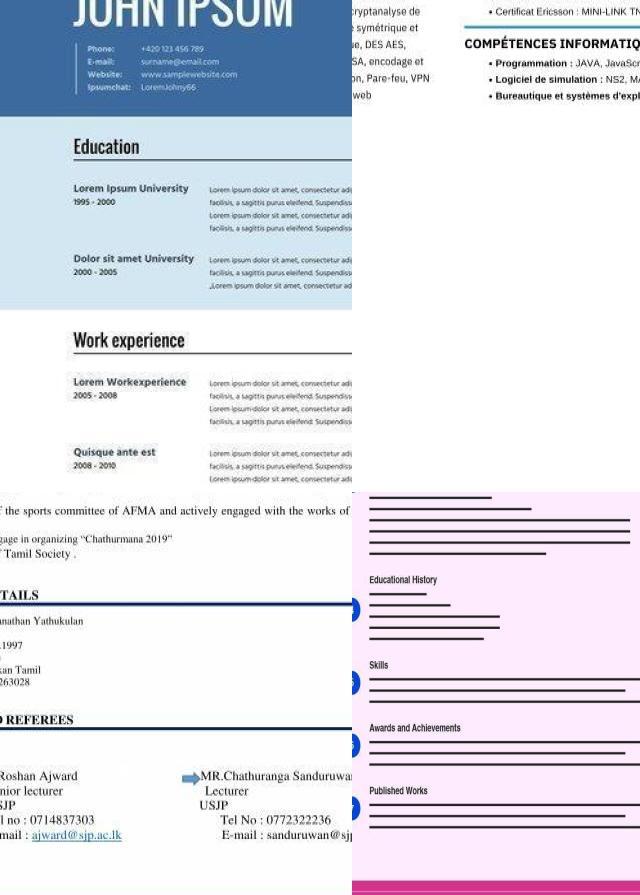 JOHN IPSUM
Phone: +420 123 456 789
E-mail: surname@email.com
Website: www.samplewebsite.com
Ipsumchat: LoremJohny66
Education
Lorem Ipsum University
1995 - 2000
Lorem ipsum dolor sit amet, consectetur adi
facilisis, a sagittis purus eleifend. Suspendiss
Lorem ipsum dolor sit amet, consectetur adi
facilisis, a sagittis purus eleifend. Suspendiss
Dolor sit amet University
2000 - 2005
Lorem ipsum dolor sit amet, consectetur adi
facilisis, a sagittis purus eleifend. Suspendiss
„Lorem ipsum dolor sit amet, consectetur adi
Work experience
Lorem Workexperience
2005 - 2008
Lorem ipsum dolor sit amet, consectetur adi
facilisis, a sagittis purus eleifend. Suspendiss
Lorem ipsum dolor sit amet, consectetur adi
facilisis, a sagittis purus eleifend. Suspendiss
Quisque ante est
2008 - 2010
Lorem ipsum dolor sit amet, consectetur adi
facilisis, a sagittis purus eleifend. Suspendiss
Lorem ipsum dolor sit amet, consectetur adi
cryptanalyse de
symétrique et
ue, DES AES,
SA, encodage et
on, Pare-feu, VPN
web
• Certificat Ericsson : MINI-LINK TN
COMPÉTENCES INFORMATIQ
• Programmation : JAVA, JavaScr
• Logiciel de simulation : NS2, MA
• Bureautique et systèmes d'expl
f the sports committee of AFMA and actively engaged with the works of
gage in organizing “Chathurmana 2019”
f Tamil Society .
TAILS
anathan Yathukulan
.1997
kan Tamil
263028
D REFEREES
Roshan Ajward
nior lecturer
SJP
l no : 0714837303
mail : ajward@sjp.ac.lk
MR.Chathuranga Sanduruwan
Lecturer
USJP
Tel No : 0772322236
E-mail : sanduruwan@sjp
Educational History
Skills
Awards and Achievements
Published Works